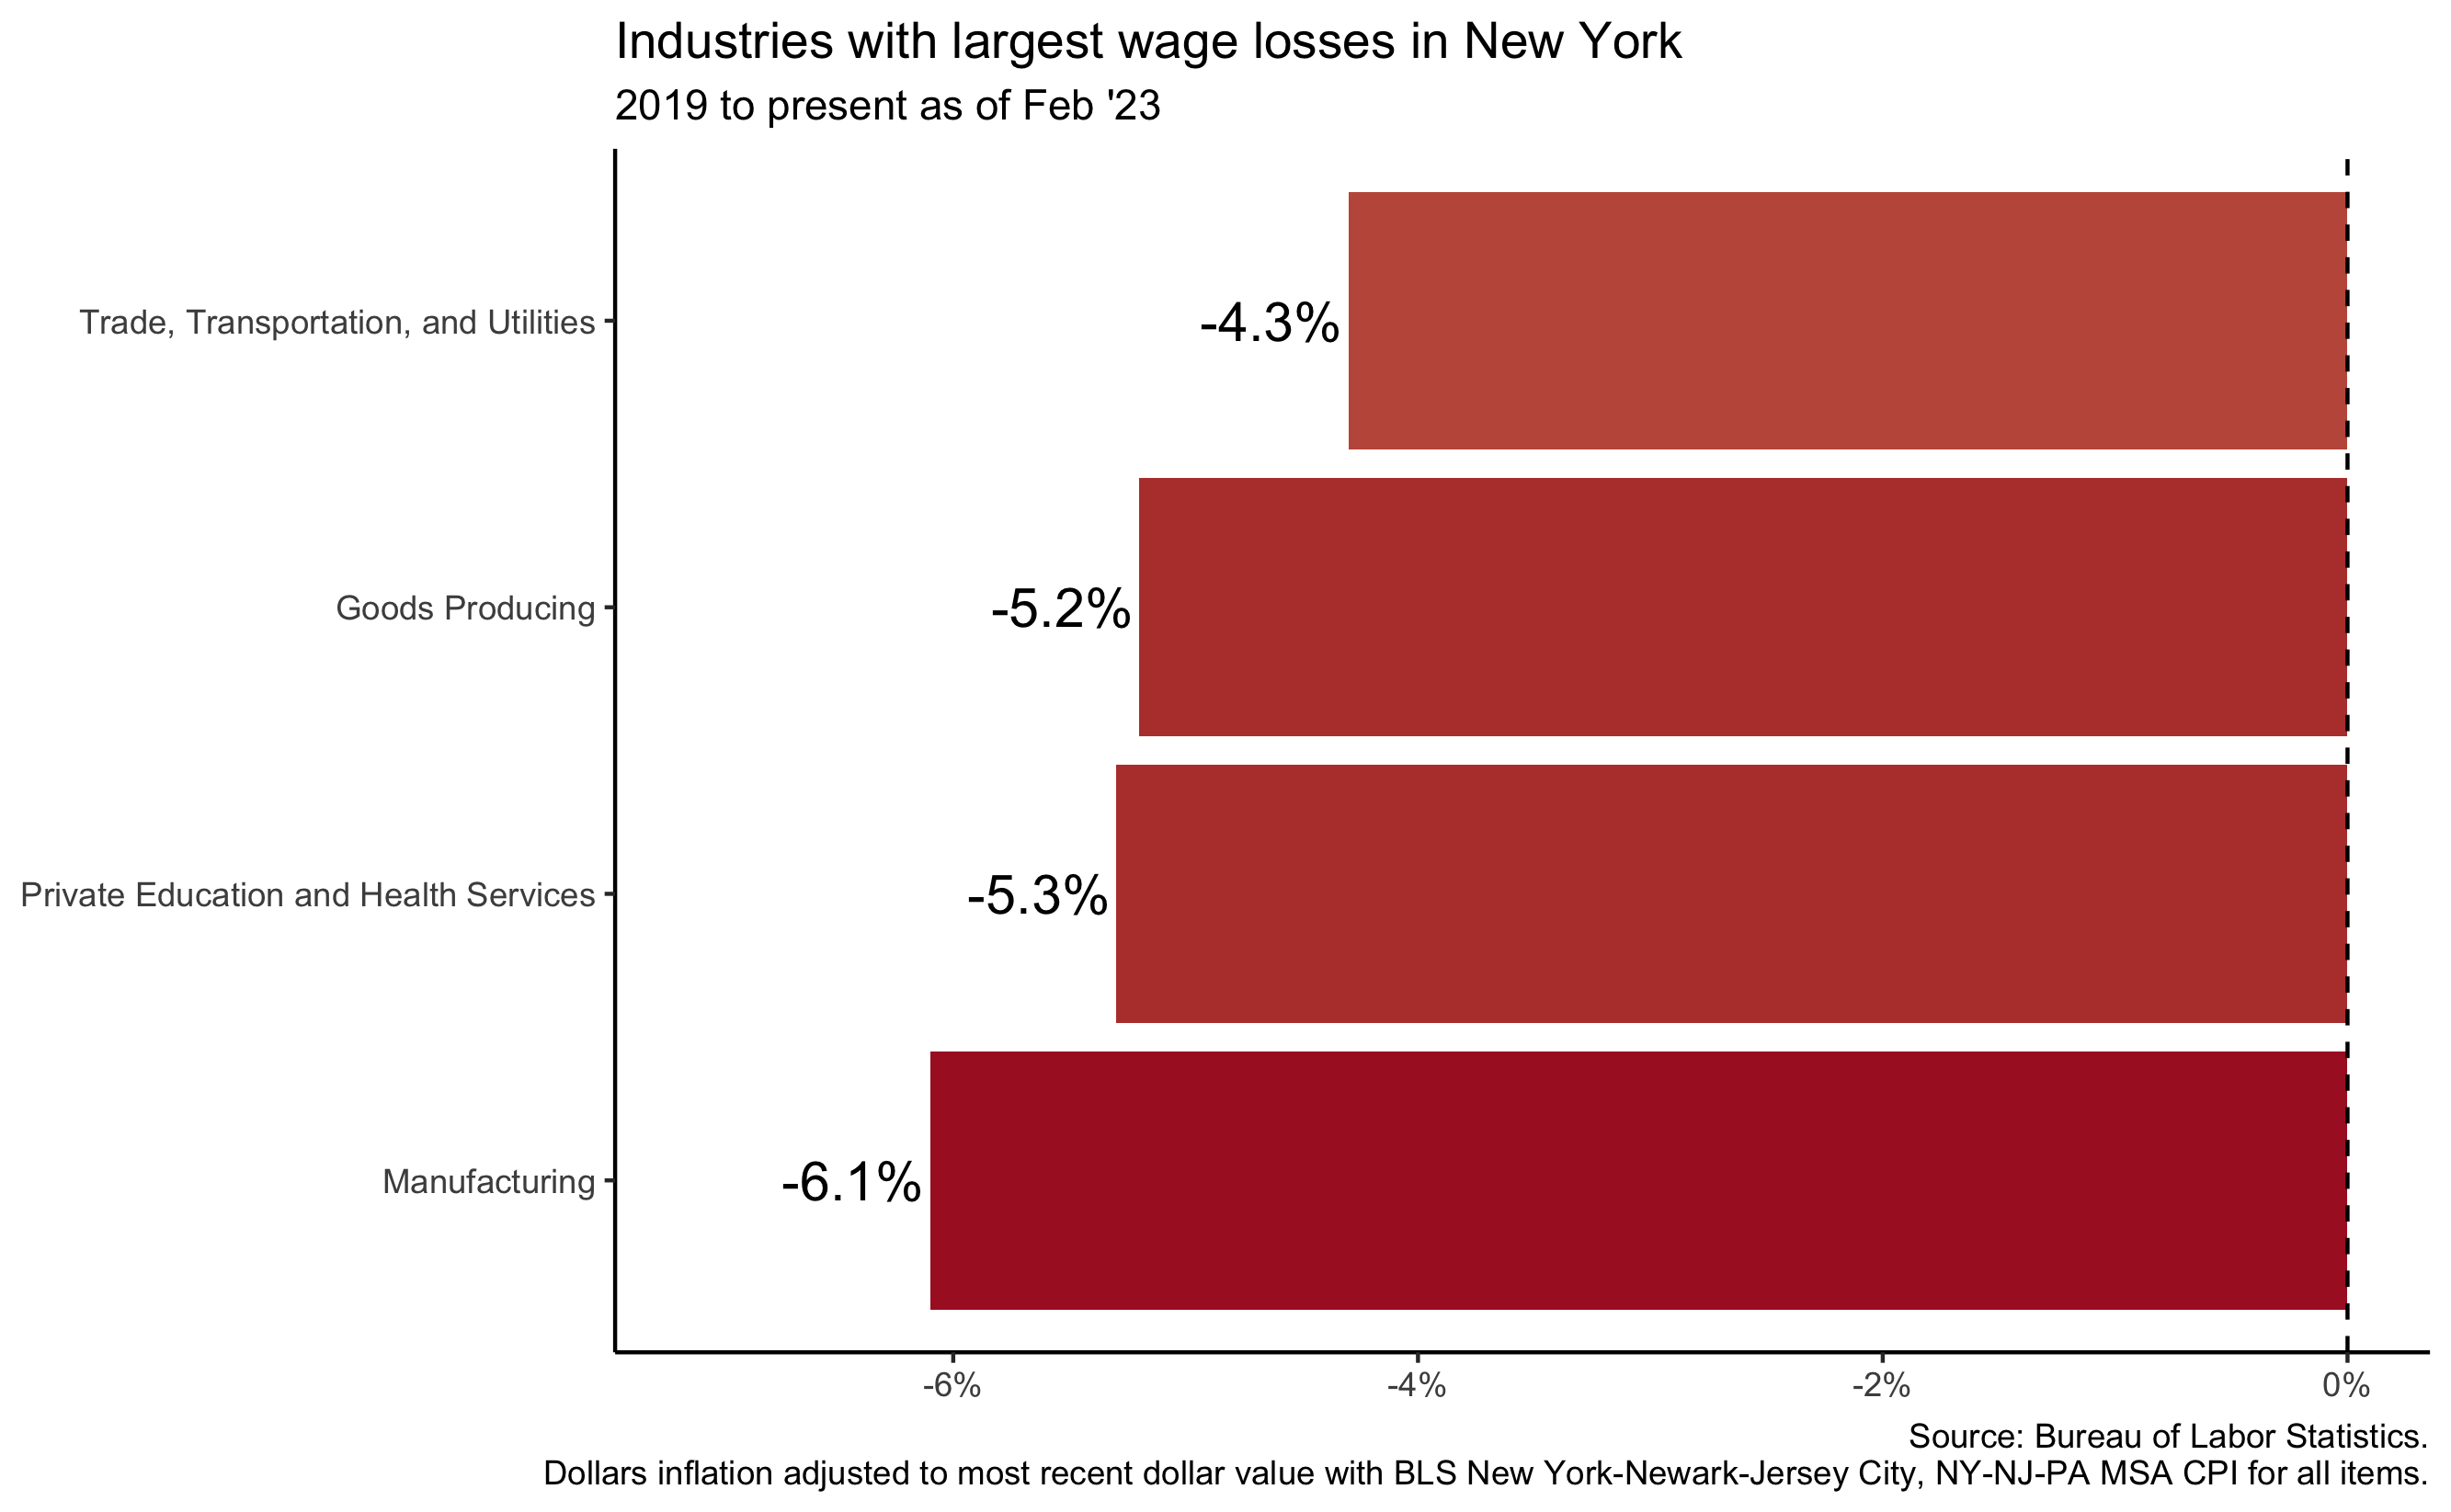 Industries with largest wage losses in New York
2019 to present as of Feb '23
Trade, Transportation, and Utilities
-4.3%
Goods Producing
-5.2%
Private Education and Health Services
-5.3%
Manufacturing
-6.1%
-6%
-4%
-2%
0%
Source: Bureau of Labor Statistics.
Dollars inflation adjusted to most recent dollar value with BLS New York-Newark-Jersey City, NY-NJ-PA MSA CPI for all items.